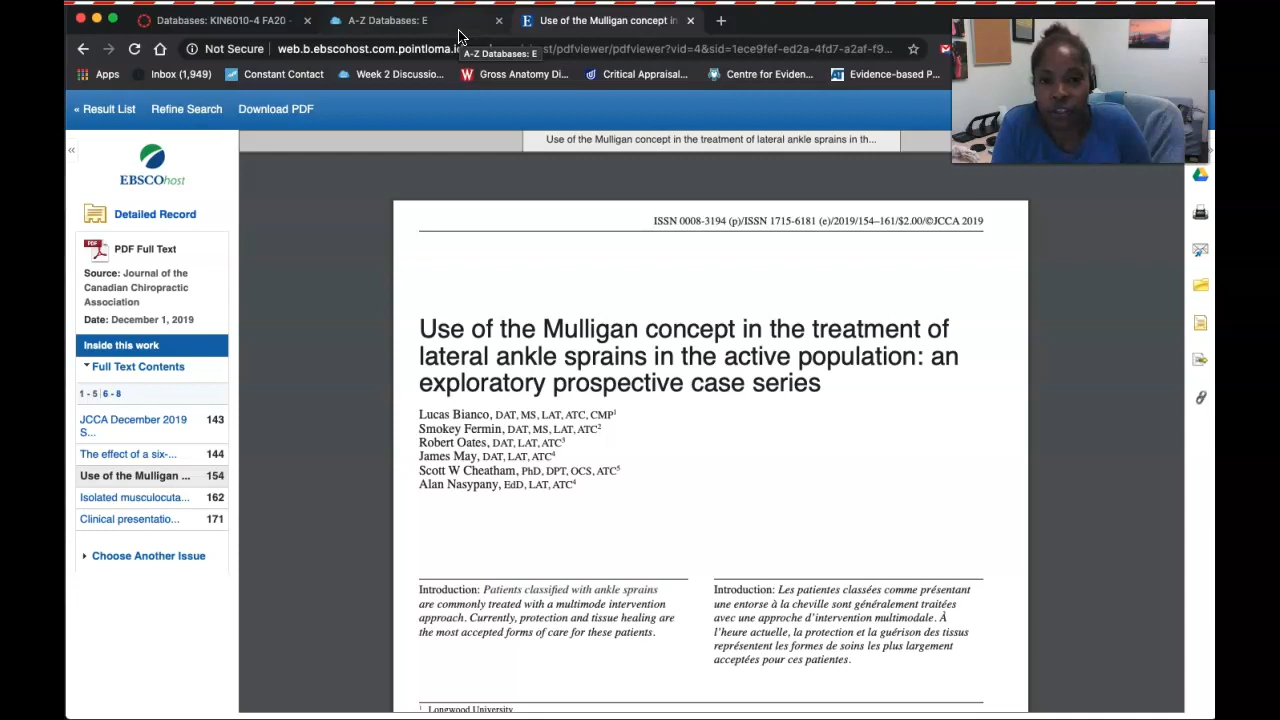 Databases: KIN6010-4 FA20 -
A-Z Databases: E
Use of the Mulligan concept in
Not Secure
web.b.ebscohost.com.pointloma.
st/pdfviewer/pdfviewer?vid=4&sid=1ece9fef-ed2a-4fd7-a2af-f9...
A-Z Databases: E
Apps
Inbox (1,949)
Constant Contact
Week 2 Discussio...
Gross Anatomy Di...
Critical Appraisal...
Centre for Eviden...
Evidence-based P...
« Result List
Refine Search
Download PDF
Use of the Mulligan concept in the treatment of lateral ankle sprains in th...
EBSCOhost
Detailed Record
PDF Full Text
Source: Journal of the
Canadian Chiropractic
Association
Date: December 1, 2019
Inside this work
Full Text Contents
1 - 5 | 6 - 8
JCCA December 2019 143
S...
The effect of a six-... 144
Use of the Mulligan ... 154
Isolated musculocuta... 162
Clinical presentatio... 171
Choose Another Issue
ISSN 0008-3194 (p)/ISSN 1715-6181 (e)/2019/154–161/$2.00/©JCCA 2019
Use of the Mulligan concept in the treatment of
lateral ankle sprains in the active population: an
exploratory prospective case series
Lucas Bianco, DAT, MS, LAT, ATC, CMP1
Smokey Fermin, DAT, MS, LAT, ATC2
Robert Oates, DAT, LAT, ATC3
James May, DAT, LAT, ATC4
Scott W Cheatham, PhD, DPT, OCS, ATC5
Alan Nasypany, EdD, LAT, ATC4
Introduction: Patients classified with ankle sprains
are commonly treated with a multimode intervention
approach. Currently, protection and tissue healing are
the most accepted forms of care for these patients.
Introduction: Les patientes classées comme présentant
une entorse à la cheville sont généralement traitées
avec une approche d'intervention multimodale. À
l'heure actuelle, la protection et la guérison des tissus
représentent les formes de soins les plus largement
acceptées pour ces patientes.
1 Longwood University